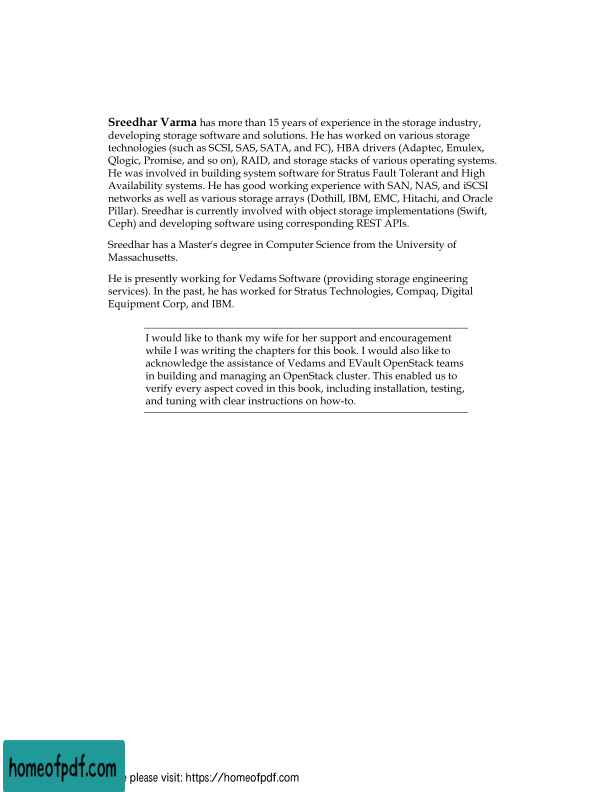 Sreedhar Varma has more than 15 years of experience in the storage industry,
developing storage software and solutions. He has worked on various storage
technologies (such as SCSI, SAS, SATA, and FC), HBA drivers (Adaptec, Emulex,
Qlogic, Promise, and so on), RAID, and storage stacks of various operating systems.
He was involved in building system software for Stratus Fault Tolerant and High
Availability systems. He has good working experience with SAN, NAS, and iSCSI
networks as well as various storage arrays (Dothill, IBM, EMC, Hitachi, and Oracle
Pillar). Sreedhar is currently involved with object storage implementations (Swift,
Ceph) and developing software using corresponding REST APIs.
Sreedhar has a Master's degree in Computer Science from the University of
Massachusetts.
He is presently working for Vedams Software (providing storage engineering
services). In the past, he has worked for Stratus Technologies, Compaq, Digital
Equipment Corp, and IBM.
I would like to thank my wife for her support and encouragement
while I was writing the chapters for this book. I would also like to
acknowledge the assistance of Vedams and EVault OpenStack teams
in building and managing an OpenStack cluster. This enabled us to
verify every aspect coved in this book, including installation, testing,
and tuning with clear instructions on how-to.
homeofpdf.com
please visit: https://homeofpdf.com